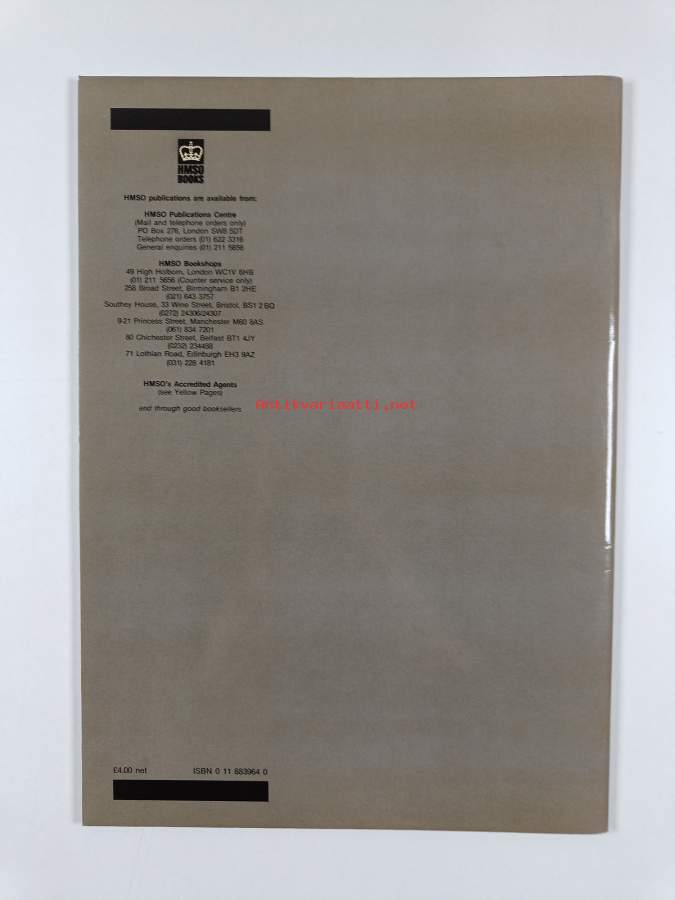 HMSO
BOOKS
HMSO publications are available from:
HMSO Publications Centre
(Mail and telephone orders only)
PO Box 276, London SW8 5DT
Telephone orders (01) 622 3316
General enquiries (01) 211 5656
HMSO Bookshops
49 High Holborn, London WC1V 6HB
(01) 211 5656 (Counter service only)
258 Broad Street, Birmingham B1 2HE
(021) 643 3757
Southey House, 33 Wine Street, Bristol, BS1 2BQ
(0272) 24306/24307
9-21 Princess Street, Manchester M60 8AS
(061) 834 7201
80 Chichester Street, Belfast BT1 4JY
(0232) 234488
71 Lothian Road, Edinburgh EH3 9AZ
(031) 228 4181
HMSO's Accredited Agents
(see Yellow Pages)
and through good booksellers
Antikvariaatti.net
£4.00 net ISBN 0 11 883964 0